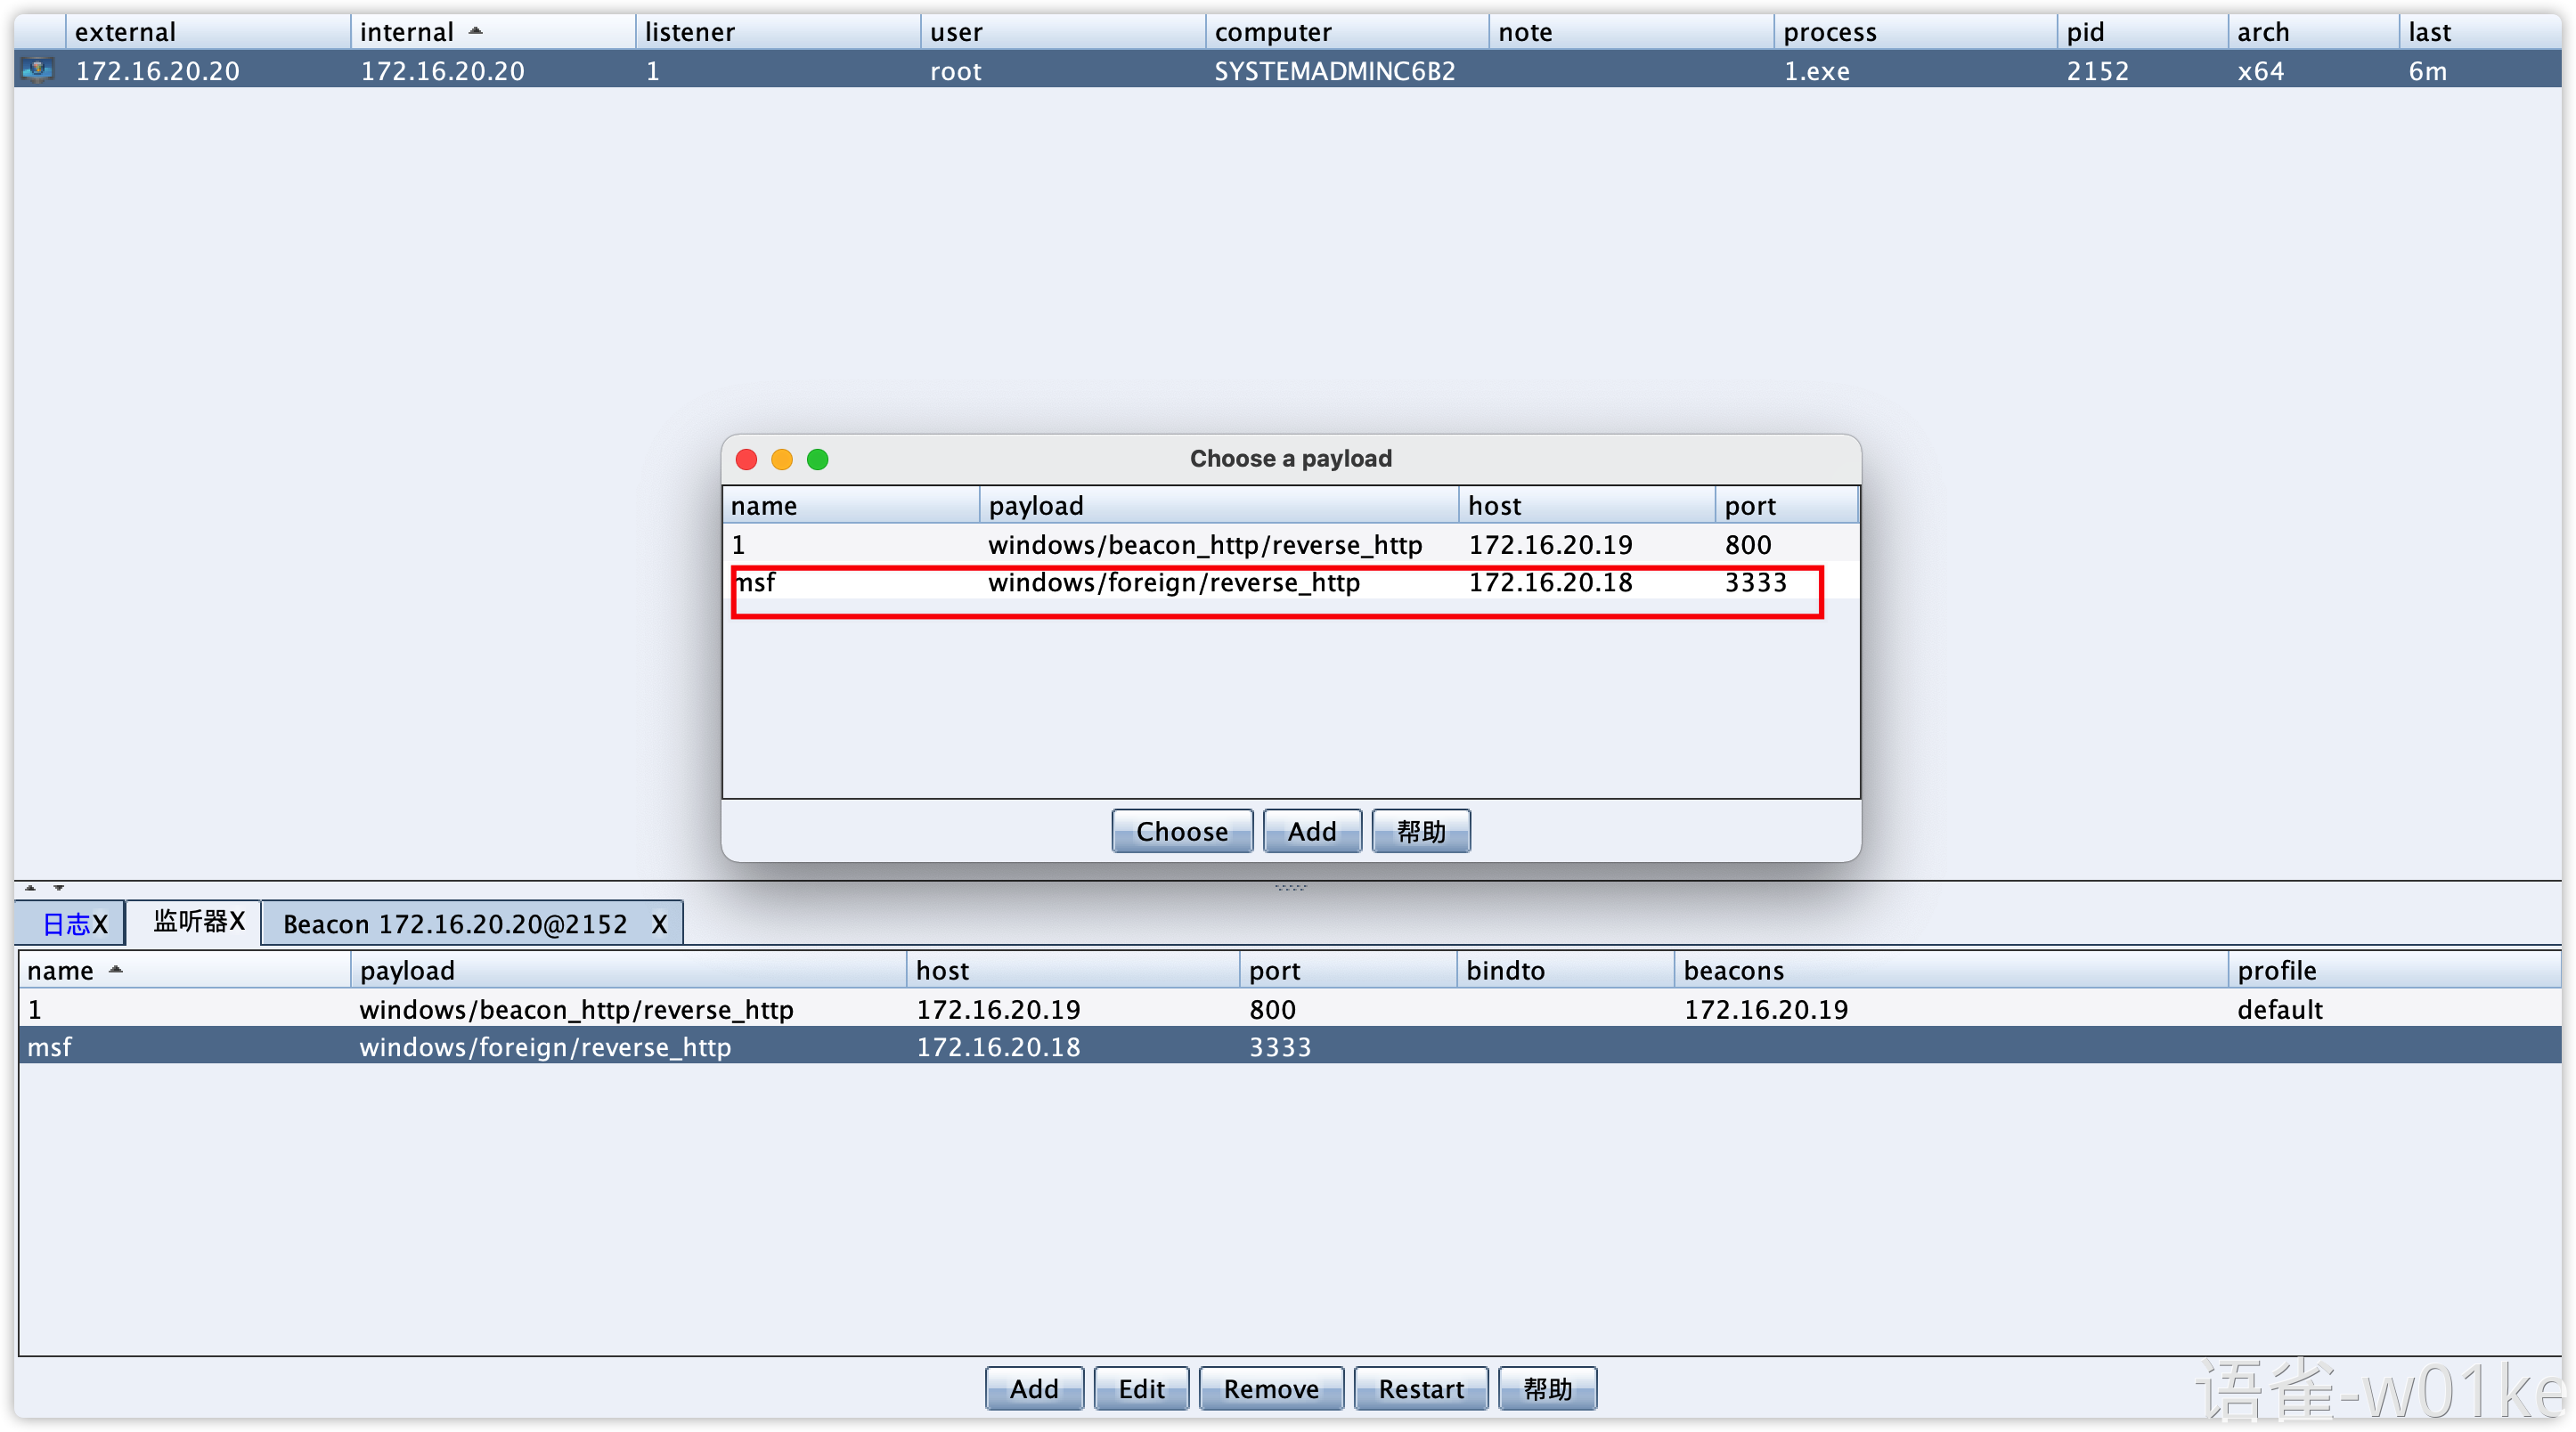 external internal listener user computer note process pid arch last
172.16.20.20 172.16.20.20 1 root SYSTEMADMINC6B2 1.exe 2152 x64 6m
Choose a payload
name payload host port
1 windows/beacon_http/reverse_http 172.16.20.19 800
msf windows/foreign/reverse_http 172.16.20.18 3333
Choose Add 帮助
日志X 监听器X Beacon 172.16.20.20@2152 X
name payload host port bindto beacons profile
1 windows/beacon_http/reverse_http 172.16.20.19 800 172.16.20.19 default
msf windows/foreign/reverse_http 172.16.20.18 3333
Add Edit Remove Restart 帮助
语雀-w01ke